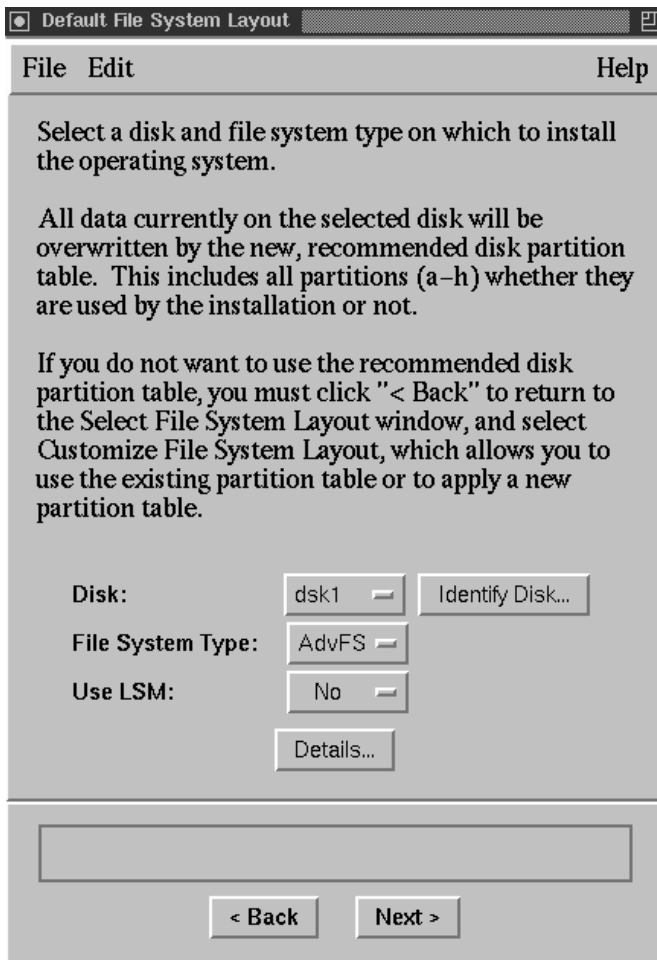 Default File System Layout
File Edit Help
Select a disk and file system type on which to install
the operating system.
All data currently on the selected disk will be
overwritten by the new, recommended disk partition
table. This includes all partitions (a–h) whether they
are used by the installation or not.
If you do not want to use the recommended disk
partition table, you must click "< Back" to return to
the Select File System Layout window, and select
Customize File System Layout, which allows you to
use the existing partition table or to apply a new
partition table.
Disk: dsk1 Identify Disk...
File System Type: AdvFS
Use LSM: No
Details...
< Back Next >